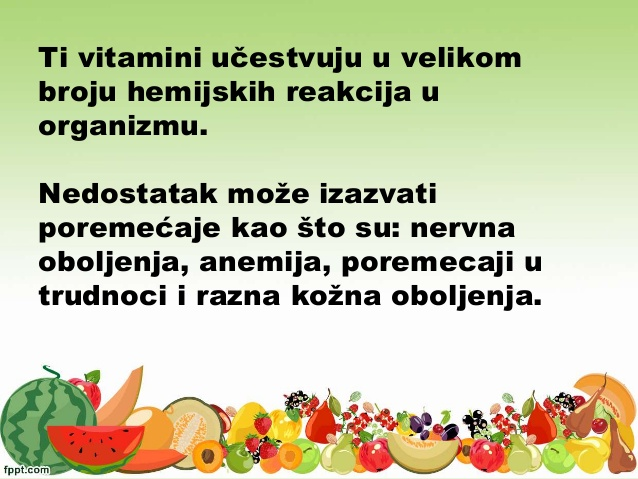 Ti vitamini učestvuju u velikom
broju hemijskih reakcija u
organizmu.
Nedostatak može izazvati
poremećaje kao što su: nervna
oboljenja, anemija, poremecaji u
trudnoci i razna kožna oboljenja.
fppt.com